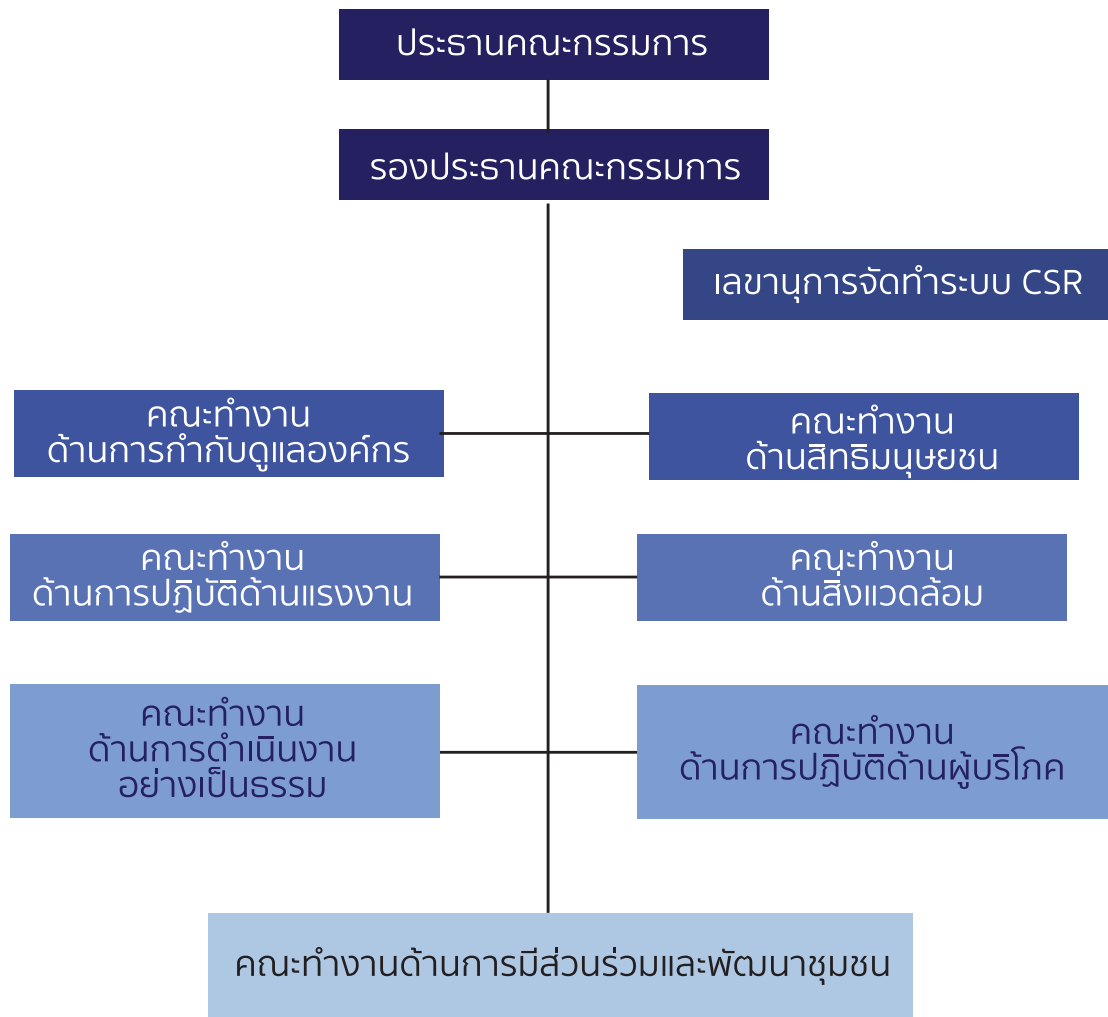 ประธานคณะกรรมการ
รองประธานคณะกรรมการ
เลขานุการจัดทำระบบ CSR
คณะทำงาน
ด้านการกำกับดูแลองค์กร
คณะทำงาน
ด้านสิทธิมนุษยชน
คณะทำงาน
ด้านการปฏิบัติด้านแรงงาน
คณะทำงาน
ด้านสิ่งแวดล้อม
คณะทำงาน
ด้านการดำเนินงาน
อย่างเป็นธรรม
คณะทำงาน
ด้านการปฏิบัติด้านผู้บริโภค
คณะทำงานด้านการมีส่วนร่วมและพัฒนาชุมชน